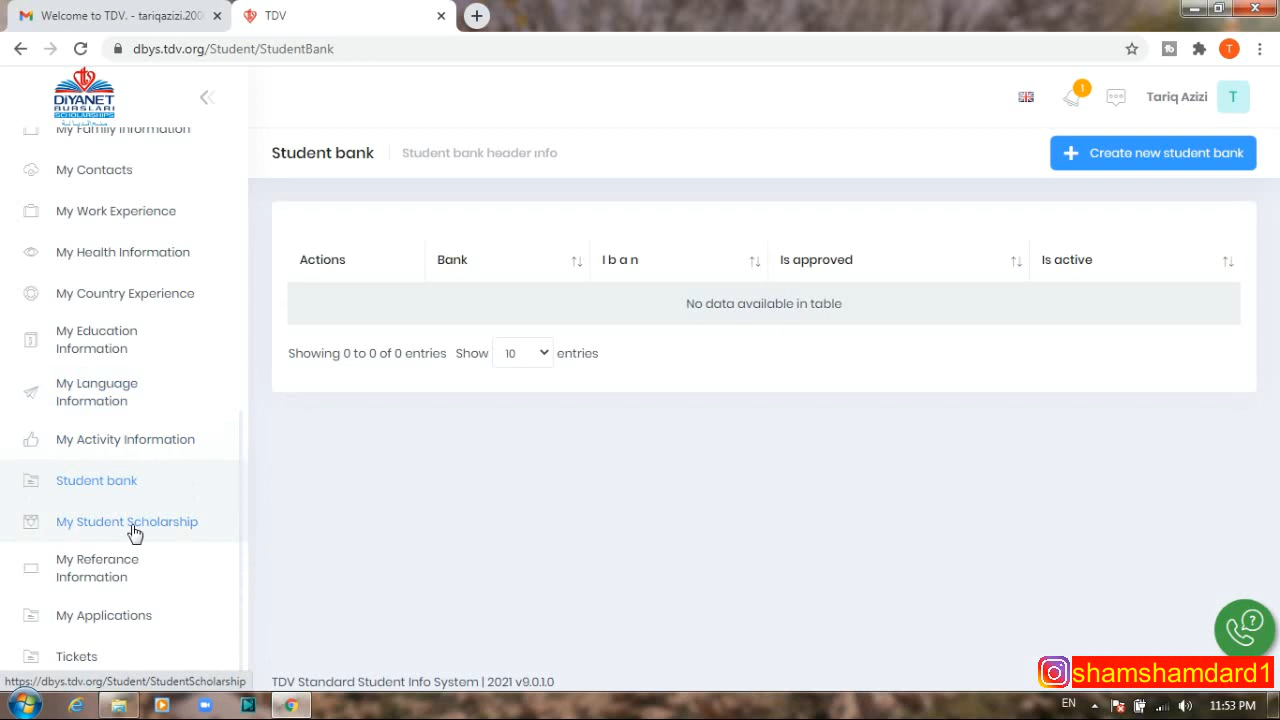 Welcome to TDV. - tariqazizi.200
TDV
dbys.tdv.org/Student/StudentBank
T
DIYANET
BURSLARI
SCHOLARSHIPS
1
Tariq Azizi
T
My Family Information
My Contacts
My Work Experience
My Health Information
My Country Experience
My Education
Information
My Language
Information
My Activity Information
Student bank
My Student Scholarship
My Referance
Information
My Applications
Tickets
Student bank
Student bank header info
Create new student bank
Actions
Bank
I b a n
Is approved
Is active
No data available in table
Showing 0 to 0 of 0 entries Show 10 entries
shamshamdard1
https://dbys.tdv.org/Student/StudentScholarship
TDV Standard Student Info System | 2021 v9.0.1.0
EN
11:53 PM